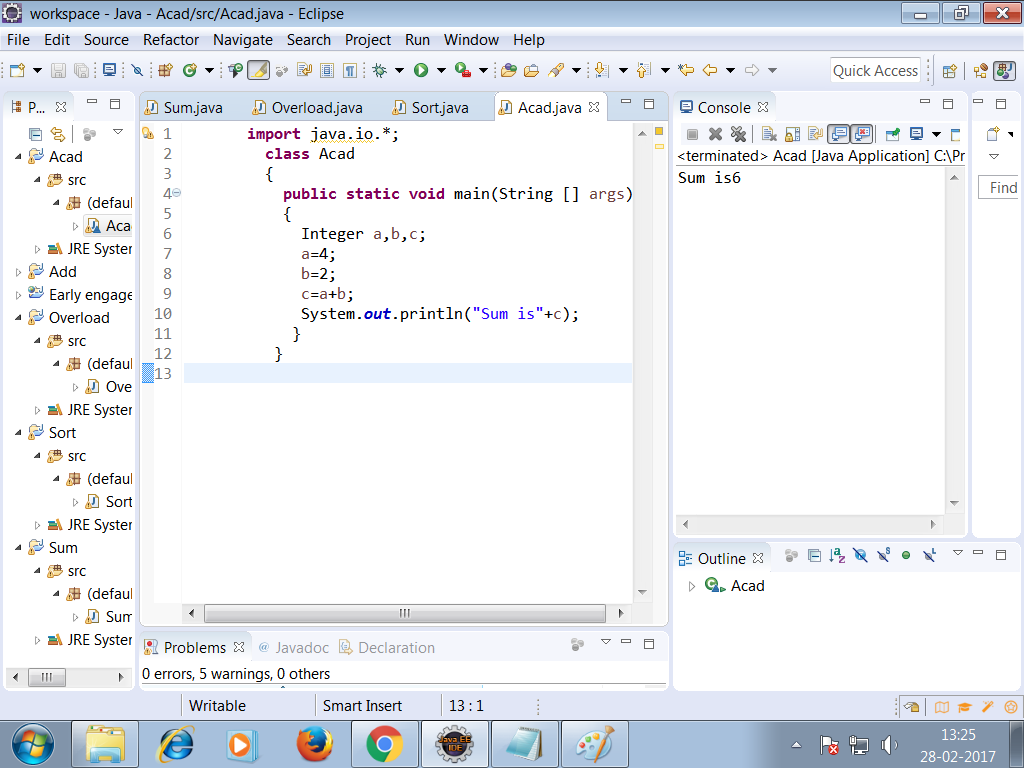 workspace - Java - Acad/src/Acad.java - Eclipse
File Edit Source Refactor Navigate Search Project Run Window Help
Quick Access
P...
Acad
src
(defaul
Aca
JRE Syster
Add
Early engage
Overload
src
(defaul
Ove
JRE Syster
Sort
src
(defaul
Sort
JRE Syster
Sum
src
(defaul
Sum
JRE Syster
Sum.java Overload.java Sort.java Acad.java
1 import java.io.*;
2 class Acad
3 {
4 public static void main(String [] args)
5 {
6 Integer a,b,c;
7 a=4;
8 b=2;
9 c=a+b;
10 System.out.println("Sum is"+c);
11 }
12 }
13
Problems @ Javadoc Declaration
0 errors, 5 warnings, 0 others
Console
<terminated> Acad [Java Application] C:\Pr
Sum is6
Find
Outline
Acad
Writable Smart Insert 13 : 1
Java EE
IDE
13:25
28-02-2017